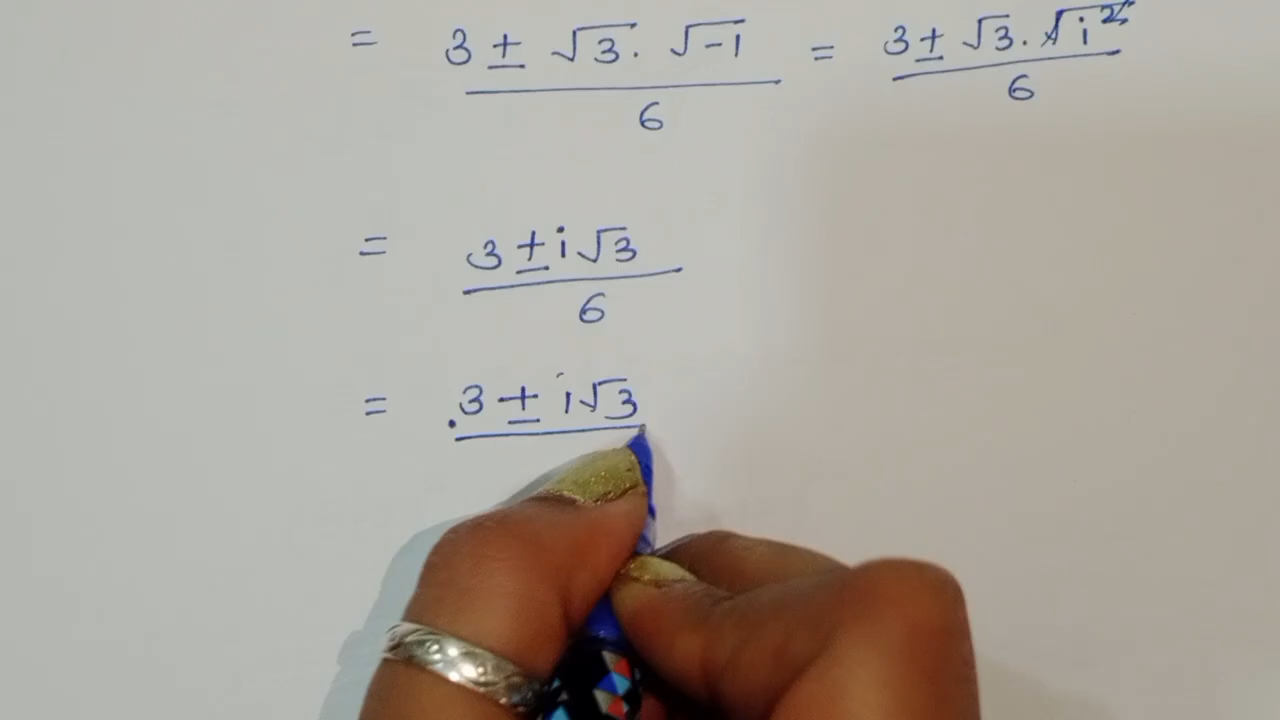 = 3 ± √3 . √-1 / 6 = 3 ± √3 . √i² / 6
= 3 ± i√3 / 6
= 3 ± i√3